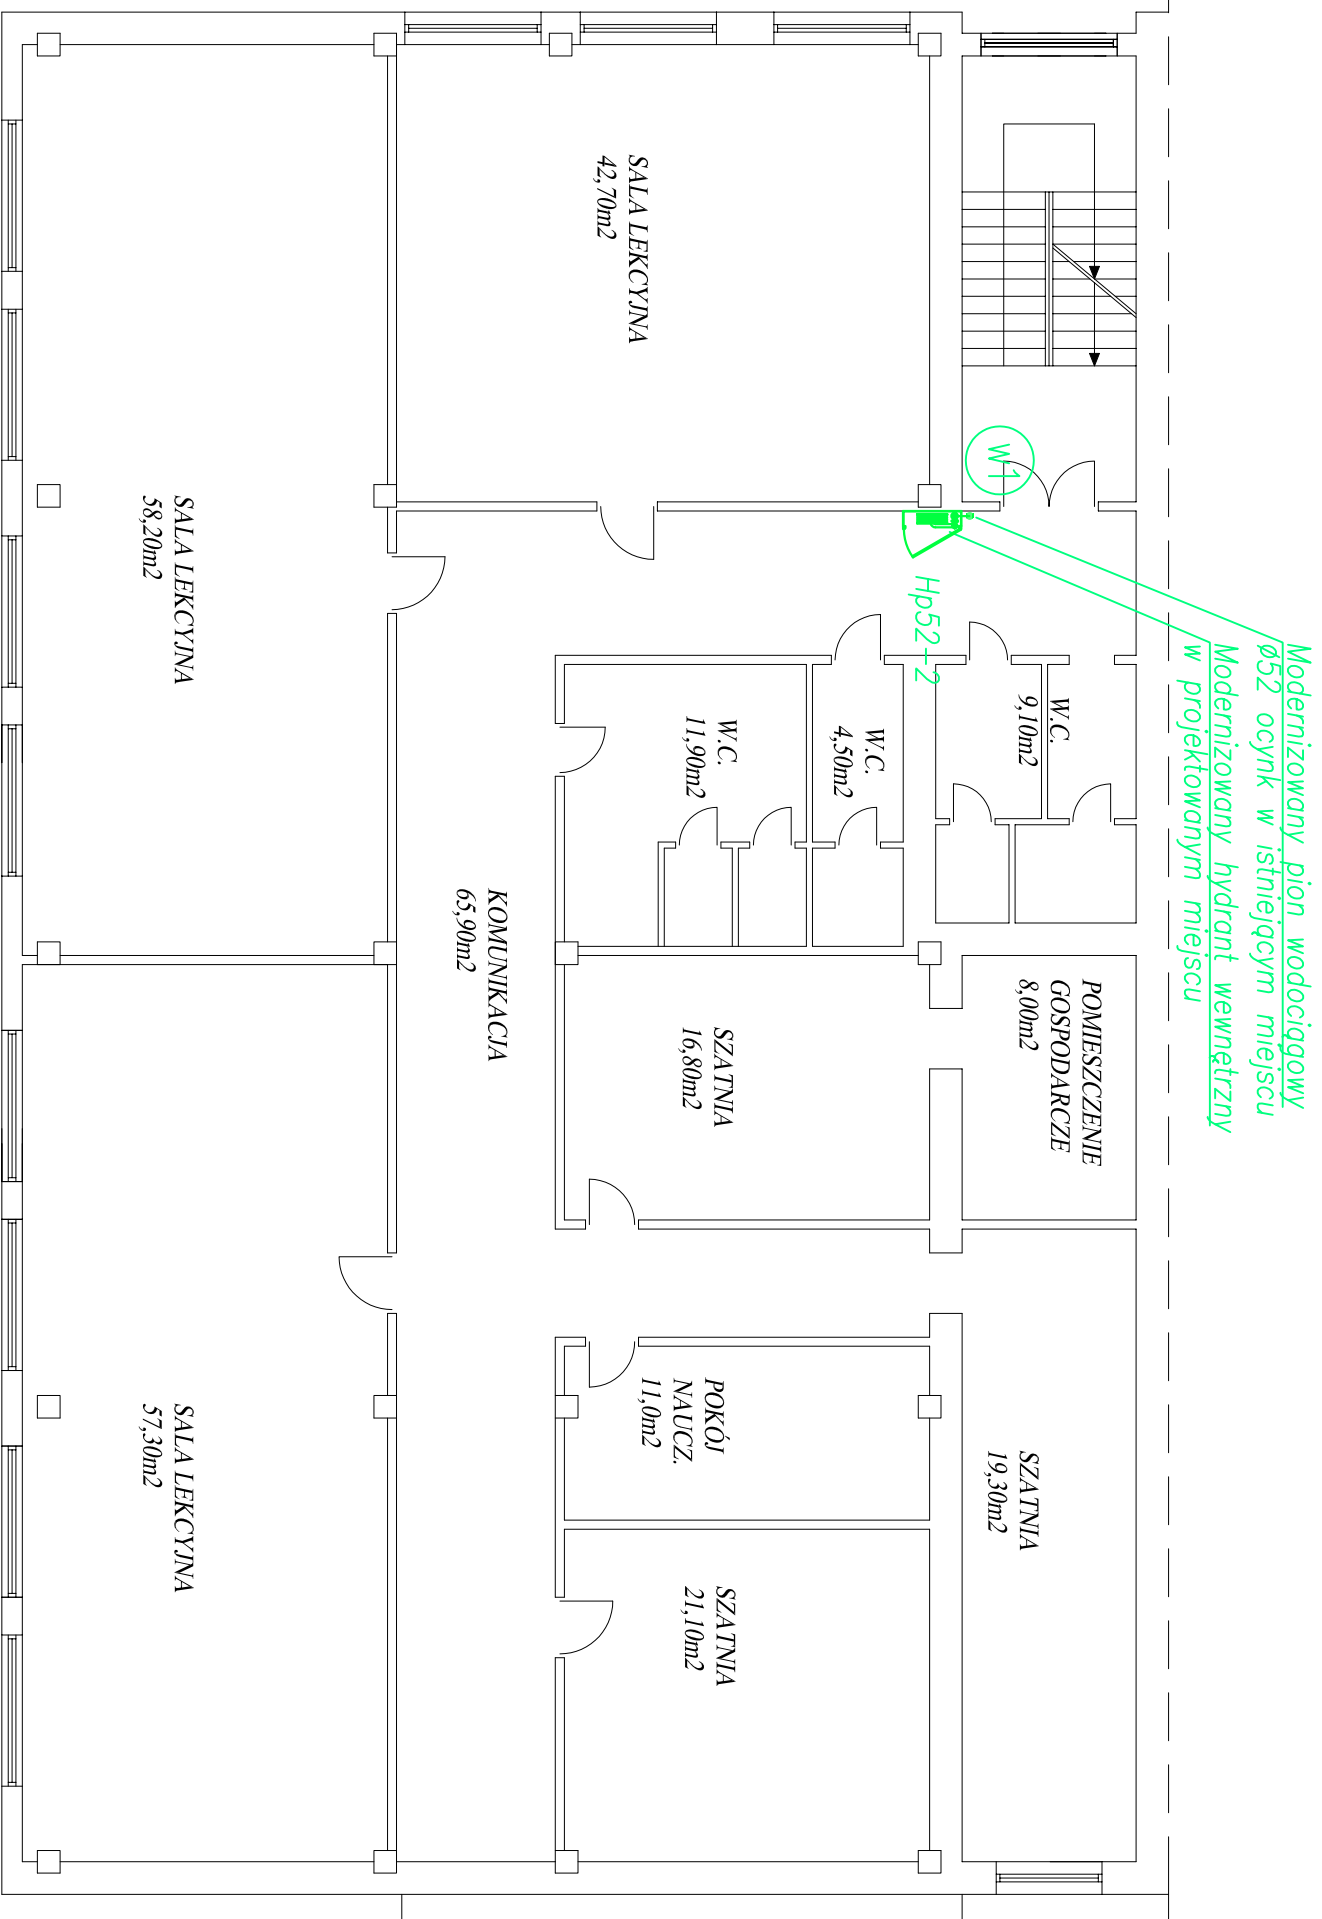 Modernizowany pion wodociągowy
ø52 ocynk w istniejącym miejscu
Modernizowany hydrant wewnętrzny
w projektowanym miejscu
W1
Hp52-2
W.C.
9,10m2
W.C.
4,50m2
W.C.
11,90m2
SALA LEKCYJNA
42,70m2
SALA LEKCYJNA
58,20m2
KOMUNIKACJA
65,90m2
POMIESZCZENIE
GOSPODARCZE
8,00m2
SZATNIA
16,80m2
SZATNIA
19,30m2
POKÓJ
NAUCZ.
11,0m2
SZATNIA
21,10m2
SALA LEKCYJNA
57,30m2